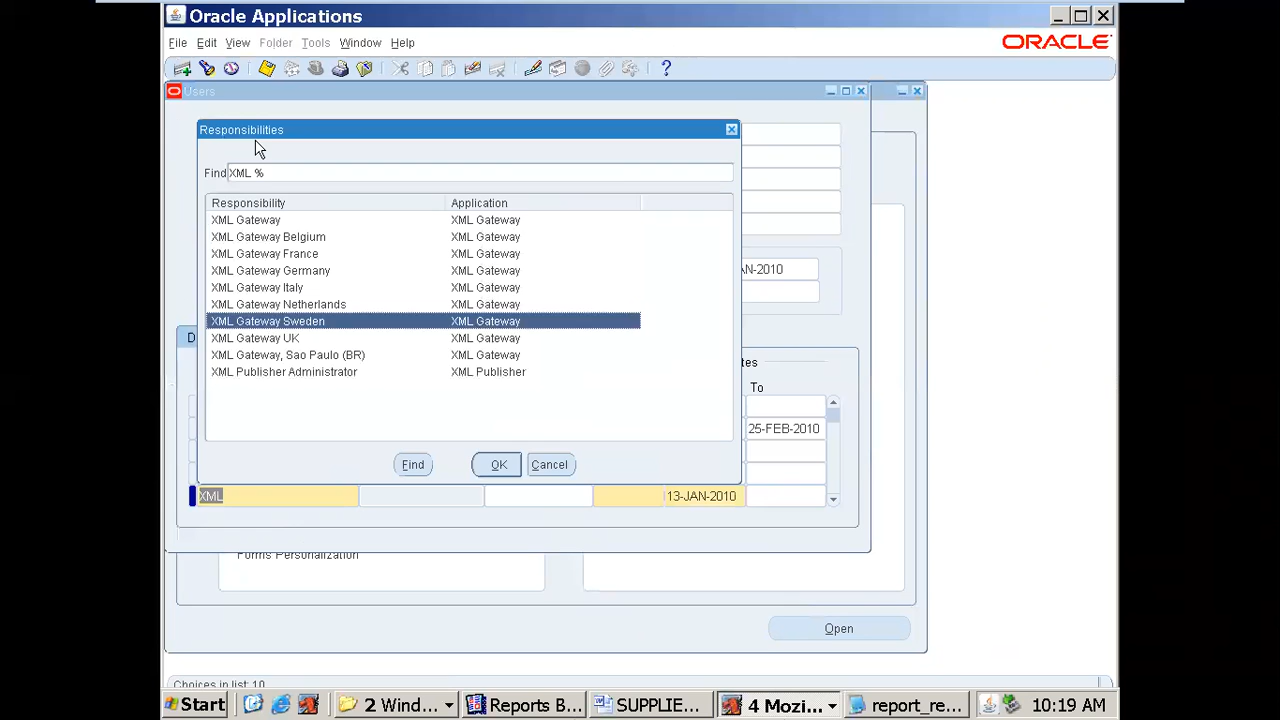 Oracle Applications
File Edit View Folder Tools Window Help
ORACLE
Users
Responsibilities
Find XML %
Responsibility Application
XML Gateway XML Gateway
XML Gateway Belgium XML Gateway
XML Gateway France XML Gateway
XML Gateway Germany XML Gateway
XML Gateway Italy XML Gateway
XML Gateway Netherlands XML Gateway
XML Gateway Sweden XML Gateway
XML Gateway UK XML Gateway
XML Gateway, Sao Paulo (BR) XML Gateway
XML Publisher Administrator XML Publisher
Find OK Cancel
AN-2010
D
tes
To
25-FEB-2010
XML 13-JAN-2010
Forms Personalization
Open
Choices in list: 10
Start 2 Wind... Reports B... SUPPLIE... 4 Mozi... report_re... 10:19 AM